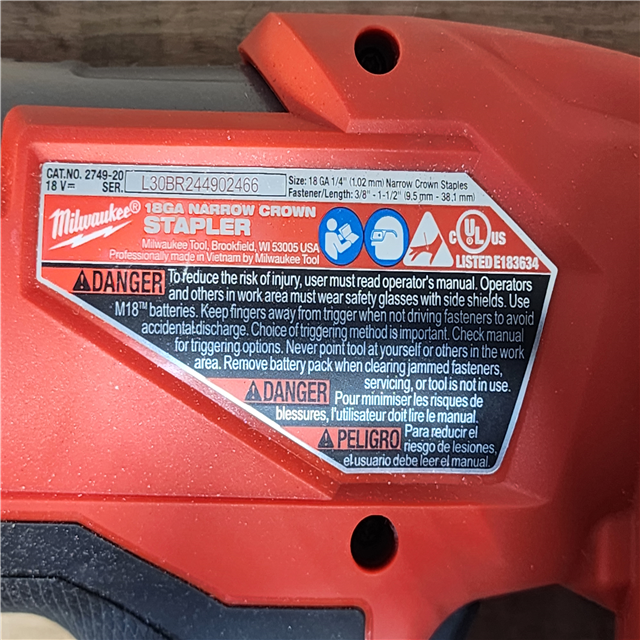 CAT.NO. 2749-20
18 V⎓ SER. L30BR244902466
Size: 18 GA 1/4" (1.02 mm) Narrow Crown Staples
Fastener/Length: 3/8" - 1-1/2" (9.5 mm - 38,1 mm)
Milwaukee®
18GA NARROW CROWN
STAPLER
Milwaukee Tool, Brookfield, WI 53005 USA
Professionally made in Vietnam by Milwaukee Tool
C UL US
LISTED E183634
DANGER To reduce the risk of injury, user must read operator's manual. Operators
and others in work area must wear safety glasses with side shields. Use
M18™ batteries. Keep fingers away from trigger when not driving fasteners to avoid
accidental discharge. Choice of triggering method is important. Check manual
for triggering options. Never point tool at yourself or others in the work
area. Remove battery pack when clearing jammed fasteners,
servicing, or tool is not in use.
DANGER Pour minimiser les risques de
blessures, l'utilisateur doit lire le manuel.
PELIGRO Para reducir el
riesgo de lesiones,
el usuario debe leer el manual.